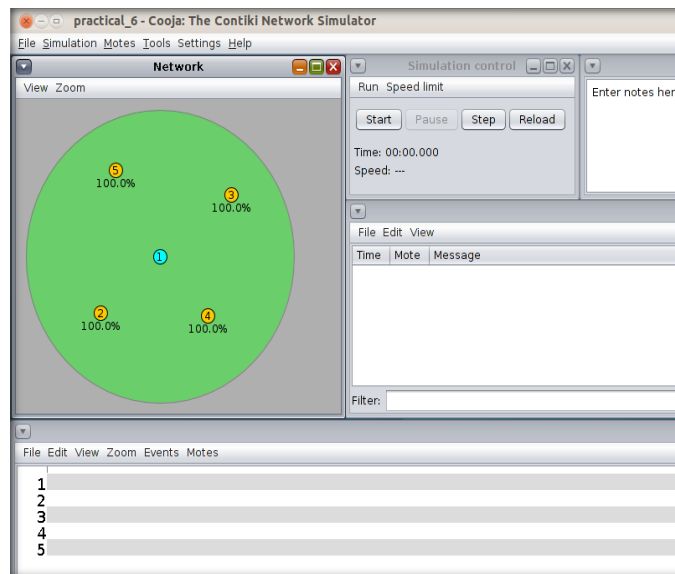 practical_6 - Cooja: The Contiki Network Simulator
File Simulation Motes Tools Settings Help
Network
View Zoom
5
100.0%
3
100.0%
1
2
100.0%
4
100.0%
Simulation control
Run Speed limit
Start Pause Step Reload
Time: 00:00.000
Speed: ---
Enter notes her
File Edit View
Time Mote Message
Filter:
File Edit View Zoom Events Motes
1
2
3
4
5